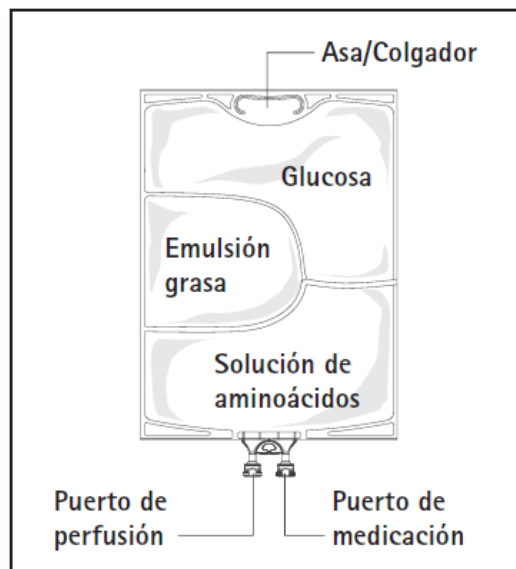 Asa/Colgador
Glucosa
Emulsión
grasa
Solución de
aminoácidos
Puerto de
perfusión
Puerto de
medicación